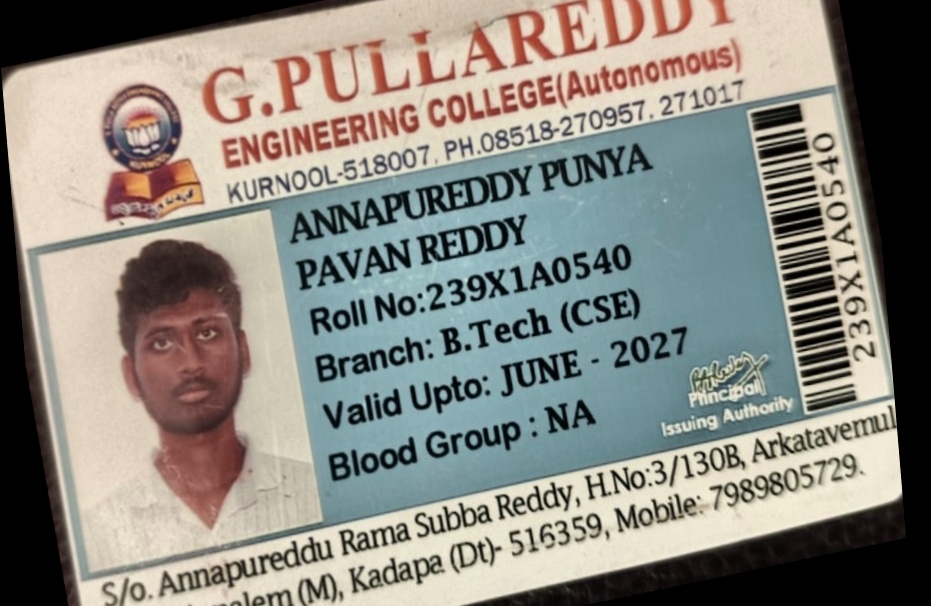 G.PULLAREDDY
ENGINEERING COLLEGE(Autonomous)
KURNOOL-518007, PH.08518-270957, 271017
ANNAPUREDDY PUNYA
PAVAN REDDY
Roll No:239X1A0540
Branch: B.Tech (CSE)
Valid Upto: JUNE - 2027
Blood Group : NA
Principal
Issuing Authority
239X1A0540
S/o. Annapureddu Rama Subba Reddy, H.No:3/130B, Arkatavemul
(M), Kadapa (Dt)- 516359, Mobile: 7989805729.